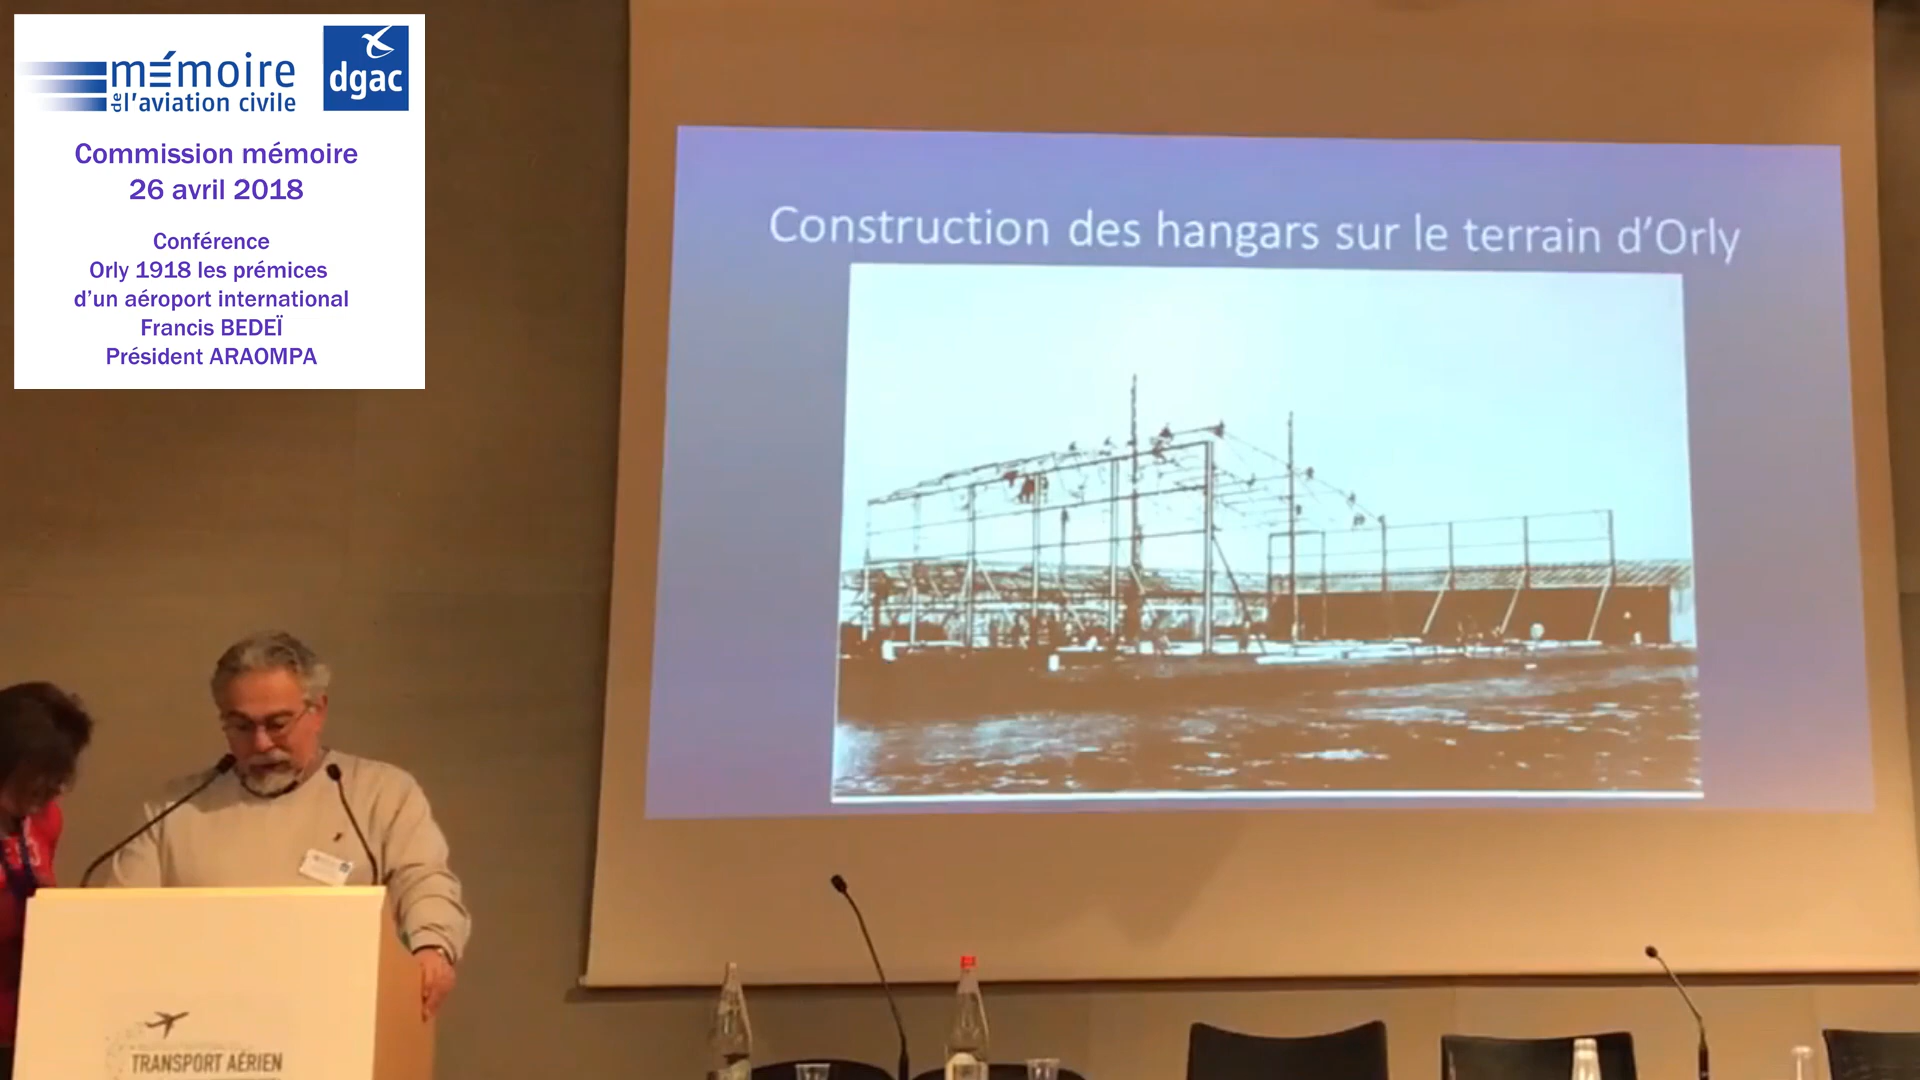 mémoire
de l'aviation civile
dgac
Commission mémoire
26 avril 2018
Conférence
Orly 1918 les prémices
d'un aéroport international
Francis BEDEÏ
Président ARAOMPA
Construction des hangars sur le terrain d'Orly
TRANSPORT AÉRIEN